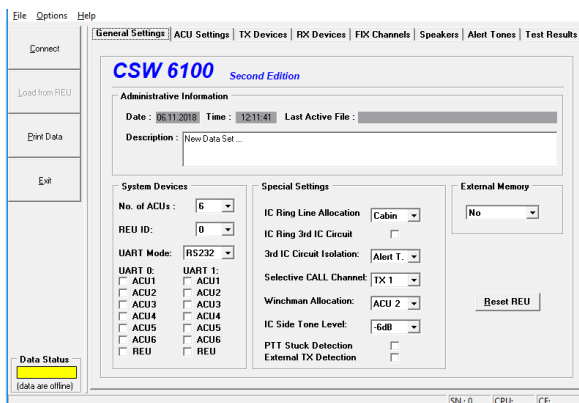 File Options Help
General Settings ACU Settings TX Devices RX Devices FIX Channels Speakers Alert Tones Test Results
Connect
Load from REU
Print Data
Exit
CSW 6100 Second Edition
Administrative Information
Date : 06.11.2018 Time : 12:11:41 Last Active File :
Description : New Data Set ...
System Devices
No. of ACUs : 6
REU ID: 0
UART Mode: RS232
UART 0: UART 1:
ACU1 ACU1
ACU2 ACU2
ACU3 ACU3
ACU4 ACU4
ACU5 ACU5
ACU6 ACU6
REU REU
Special Settings
IC Ring Line Allocation Cabin
IC Ring 3rd IC Circuit
3rd IC Circuit Isolation: Alert T.
Selective CALL Channel: TX 1
Winchman Allocation: ACU 2
IC Side Tone Level: -6dB
PTT Stuck Detection
External TX Detection
External Memory
No
Reset REU
Data Status
(data are offline)
SN : 0 CPU: CF: